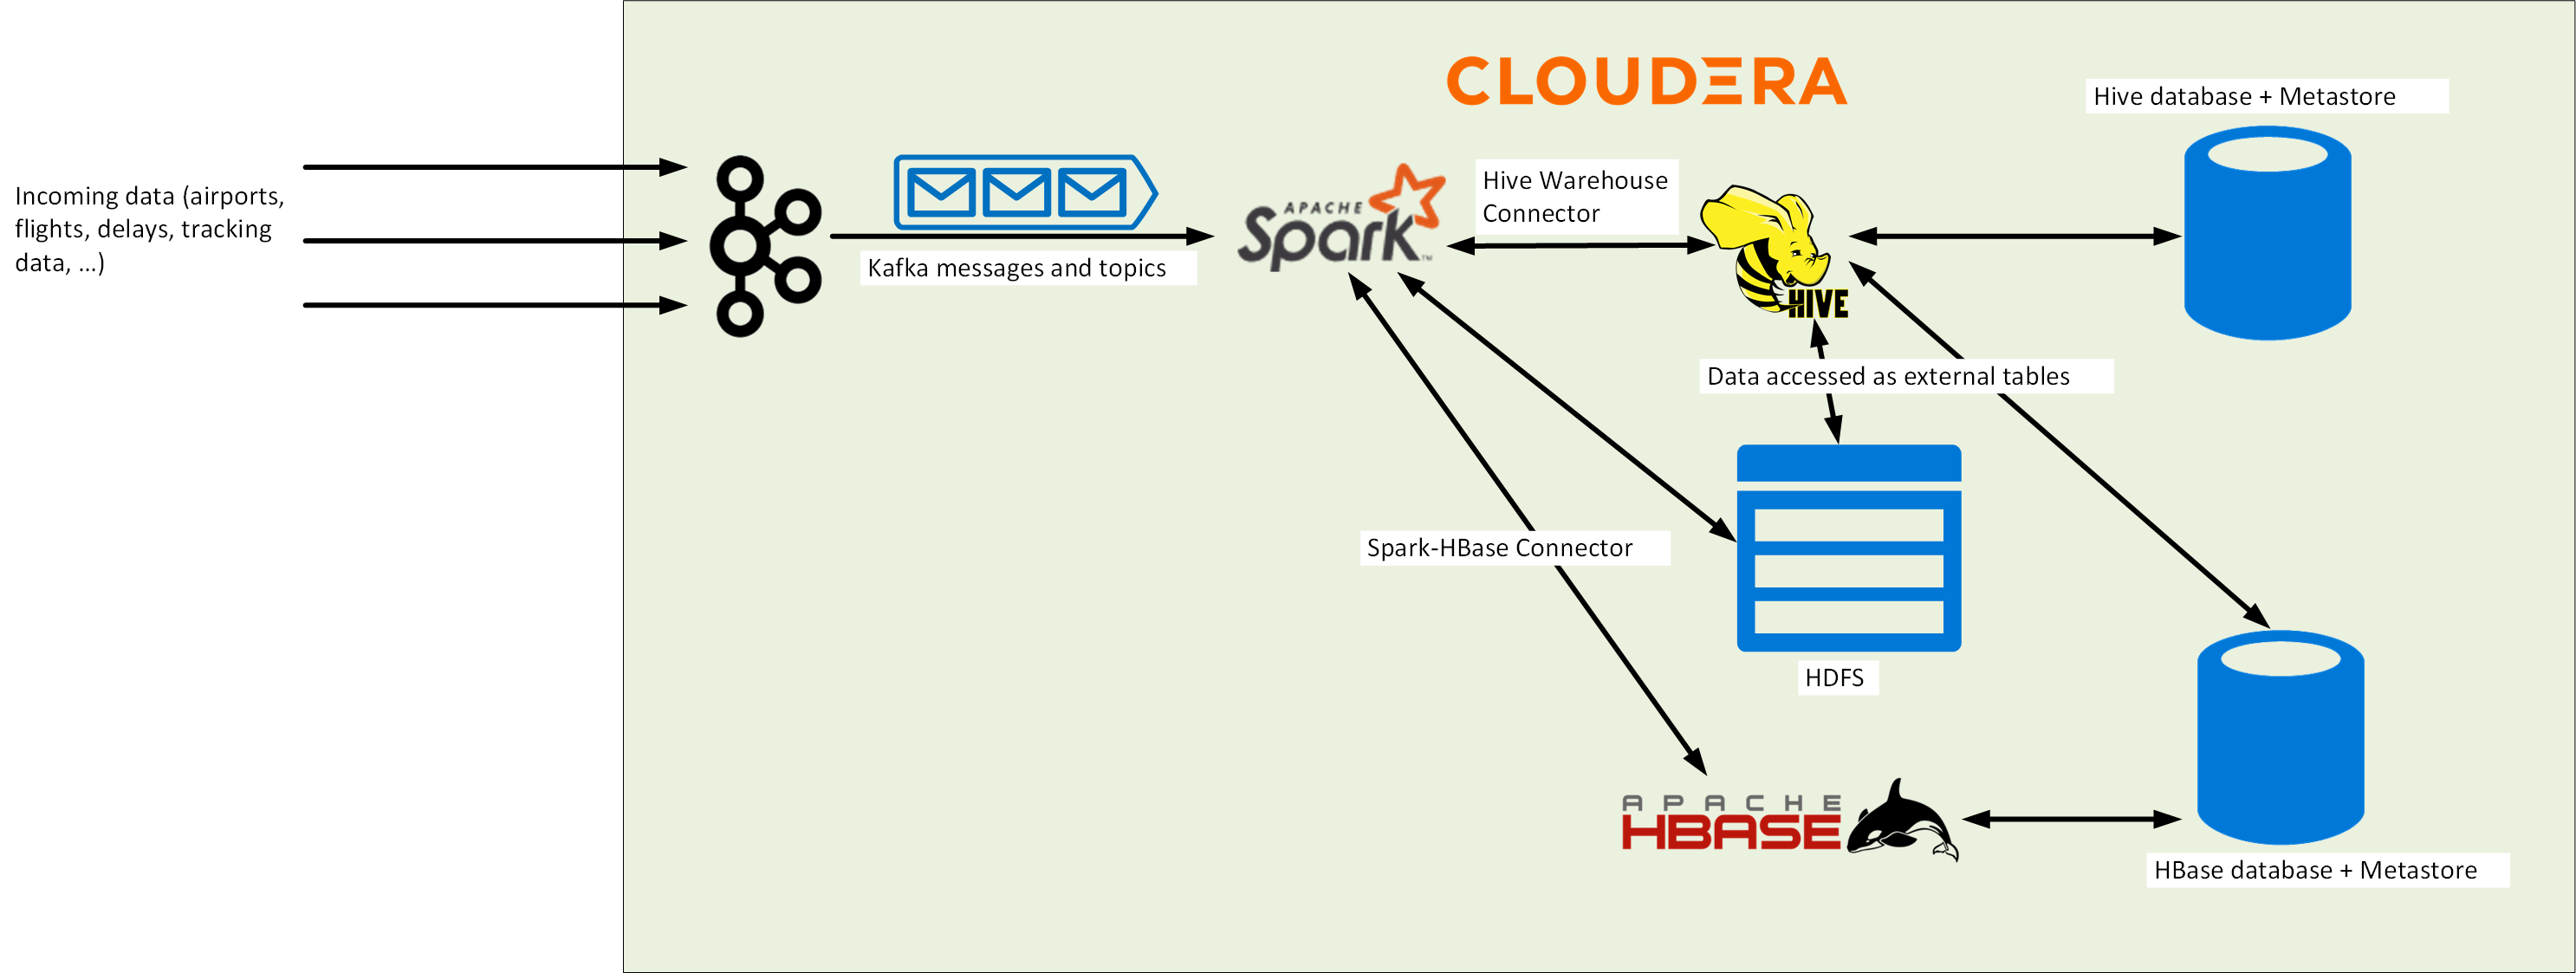 CLOUDERA
Hive database + Metastore
Incoming data (airports,
flights, delays, tracking
data, ...)
Kafka messages and topics
APACHE
Spark
TM
Hive Warehouse
Connector
HIVE
Data accessed as external tables
Spark-HBase Connector
HDFS
APACHE
HBASE
HBase database + Metastore